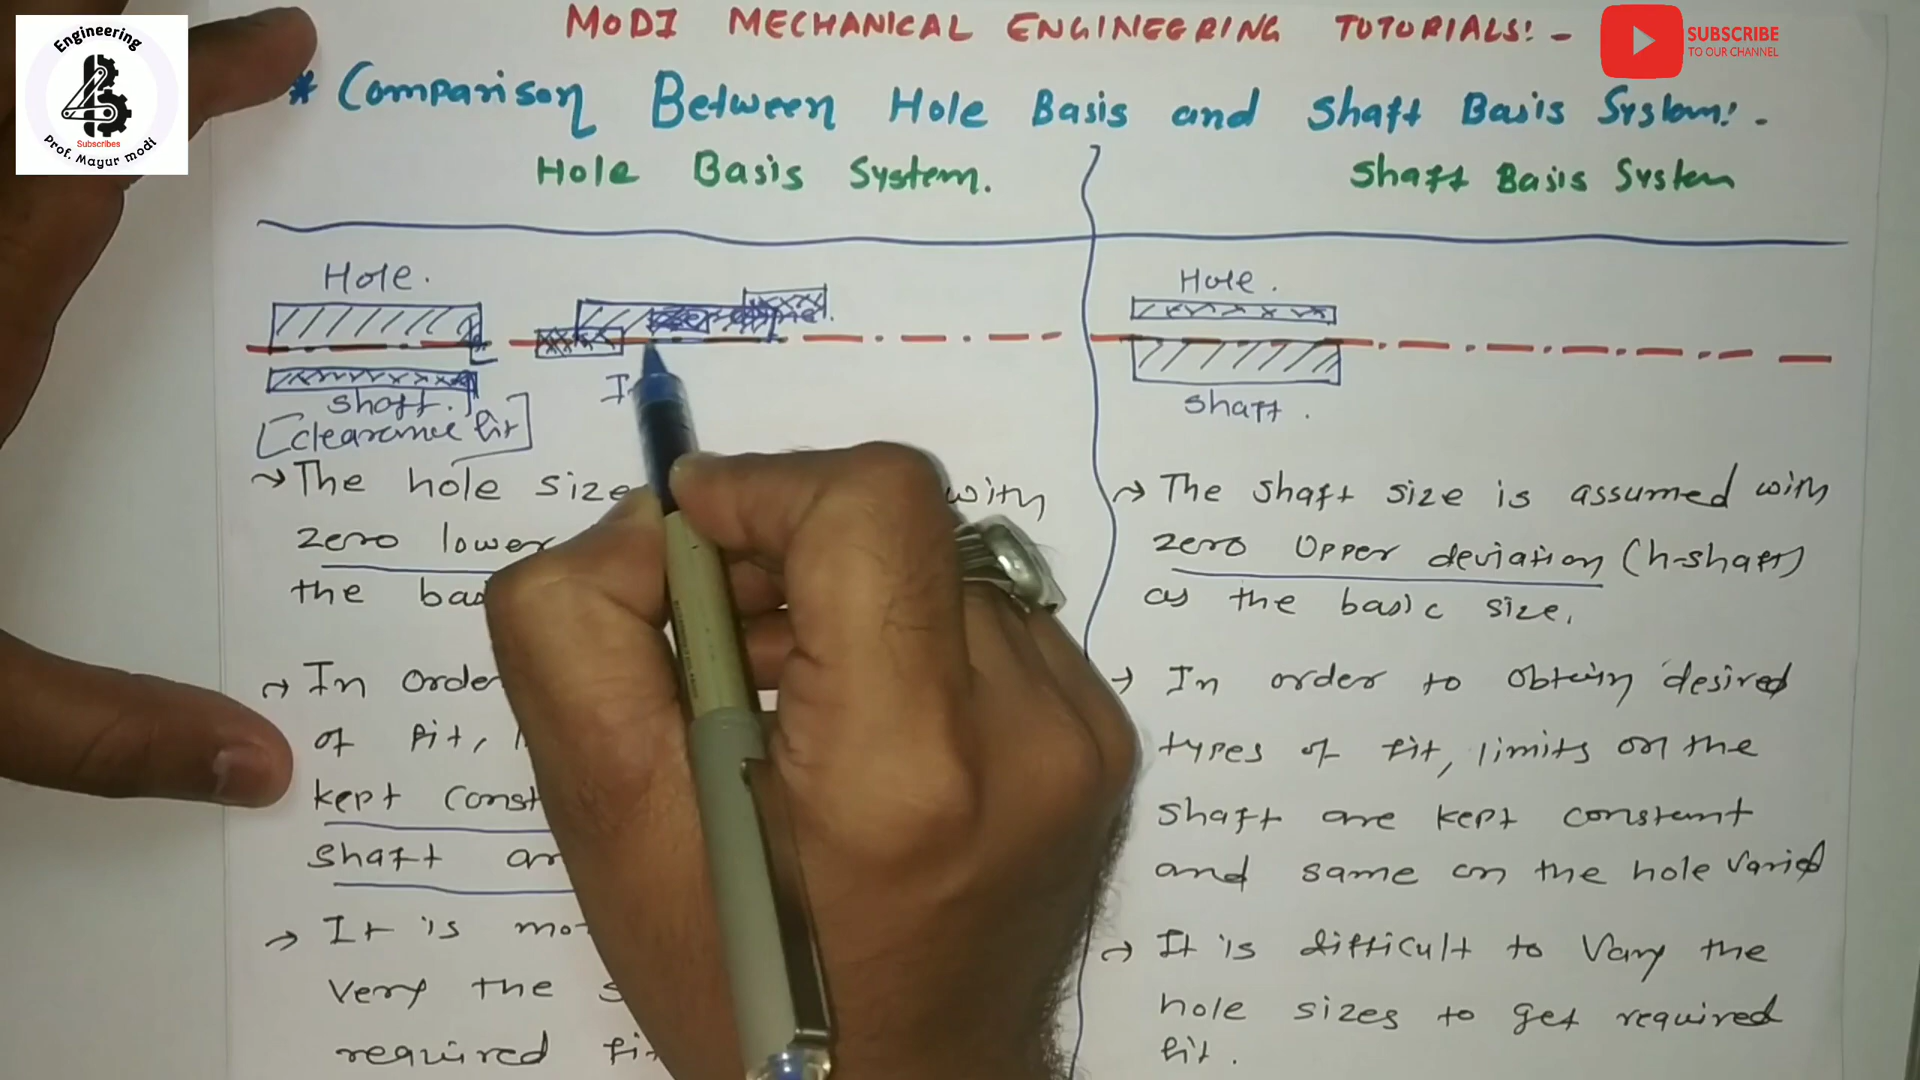 Engineering
Subscribes
Prof. Mayur modi
MODI MECHANICAL ENGINEERING TUTORIALS:-
SUBSCRIBE
TO OUR CHANNEL
* Comparison Between Hole Basis and Shaft Basis System:-
Hole Basis System.
Hole.
shaft.
[clearance fit]
I
→ The hole size with
zero lower
the bas
→ In Order
of fit,
kept const
shaft ar
→ It is mo
Very the s
required fit
Shaft Basis System
Hole.
shaft.
→ The shaft size is assumed with
zero Upper deviation (h-shaft)
as the basic size.
→ In order to obtain desired
types of fit, limits on the
shaft are kept constant
and same on the hole varied
→ It is difficult to Vary the
hole sizes to get required
fit.